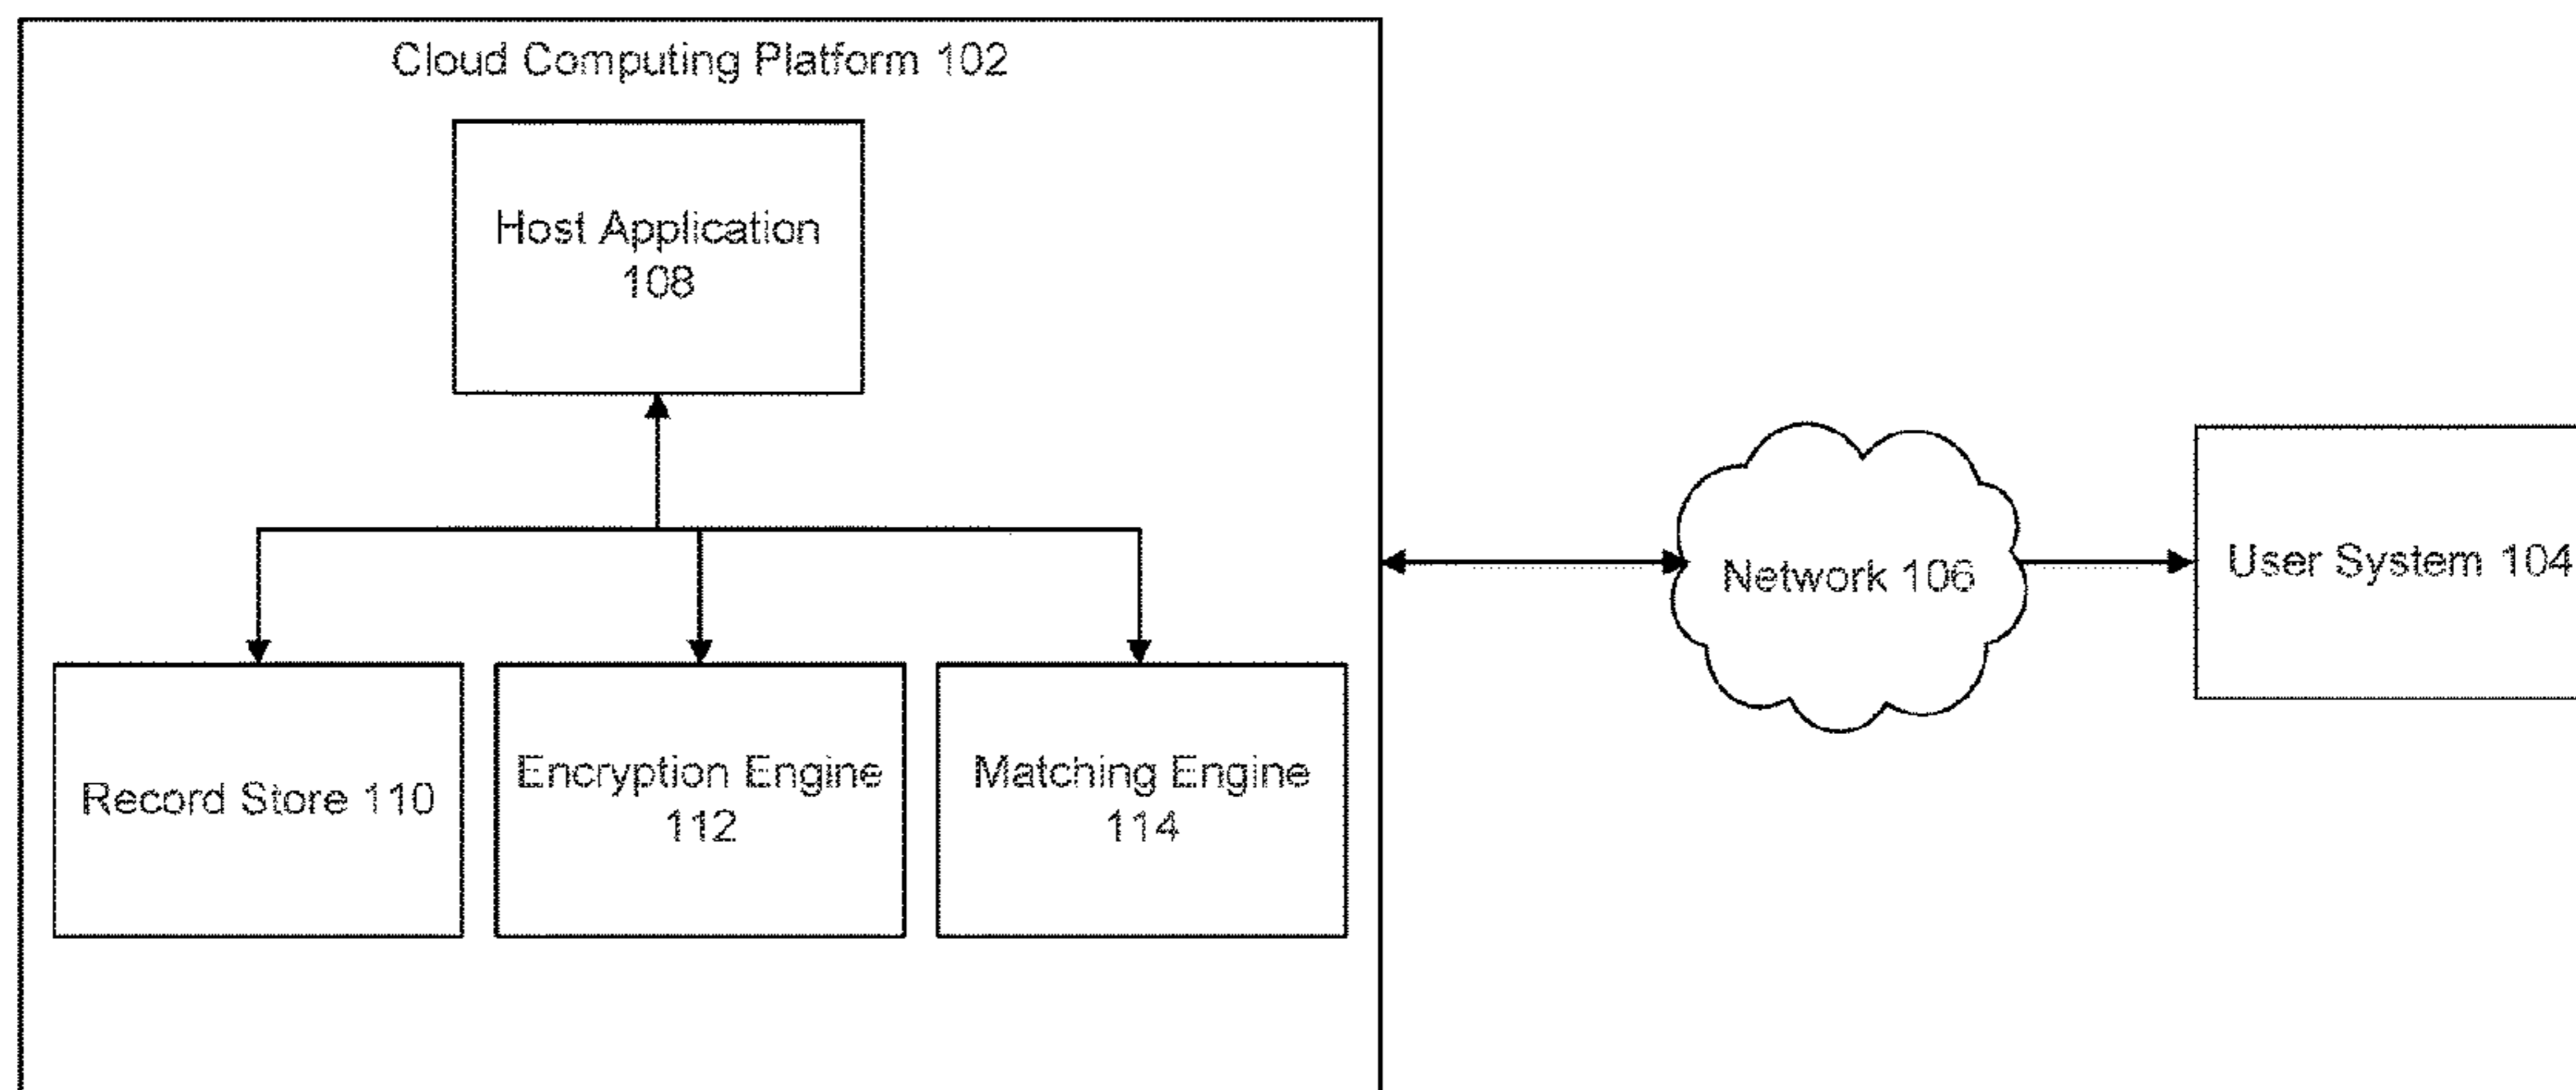 Cloud Computing Platform 102
Host Application
108
Network 106
User System 104
Record Store 110
Encryption Engine
112
Matching Engine
114